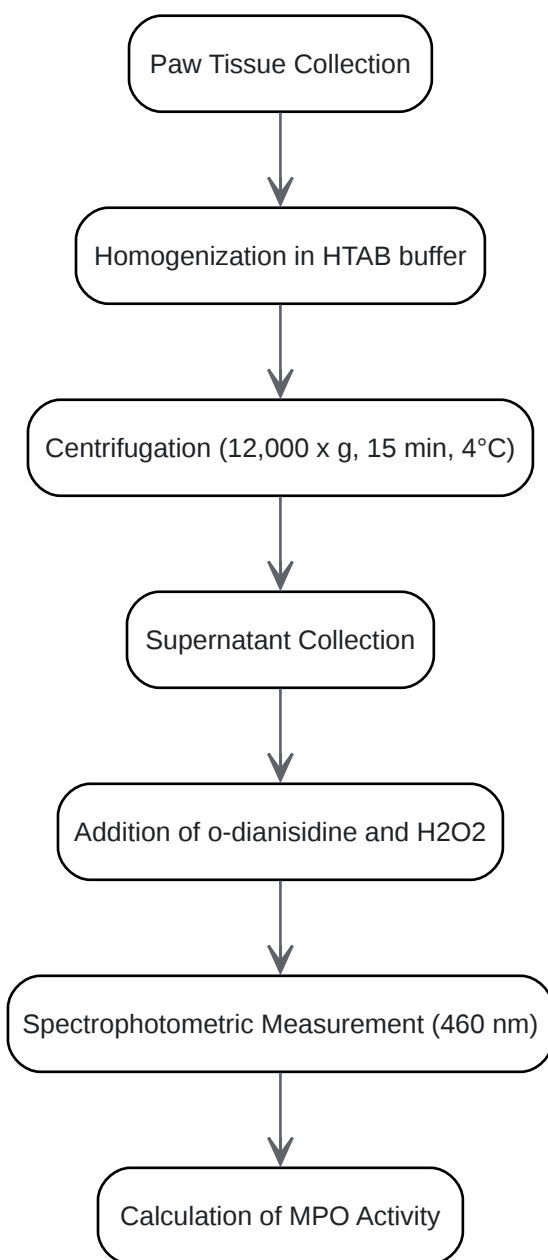 Paw Tissue Collection
Homogenization in HTAB buffer
Centrifugation (12,000 x g, 15 min, 4°C)
Supernatant Collection
Addition of o-dianisidine and H2O2
Spectrophotometric Measurement (460 nm)
Calculation of MPO Activity